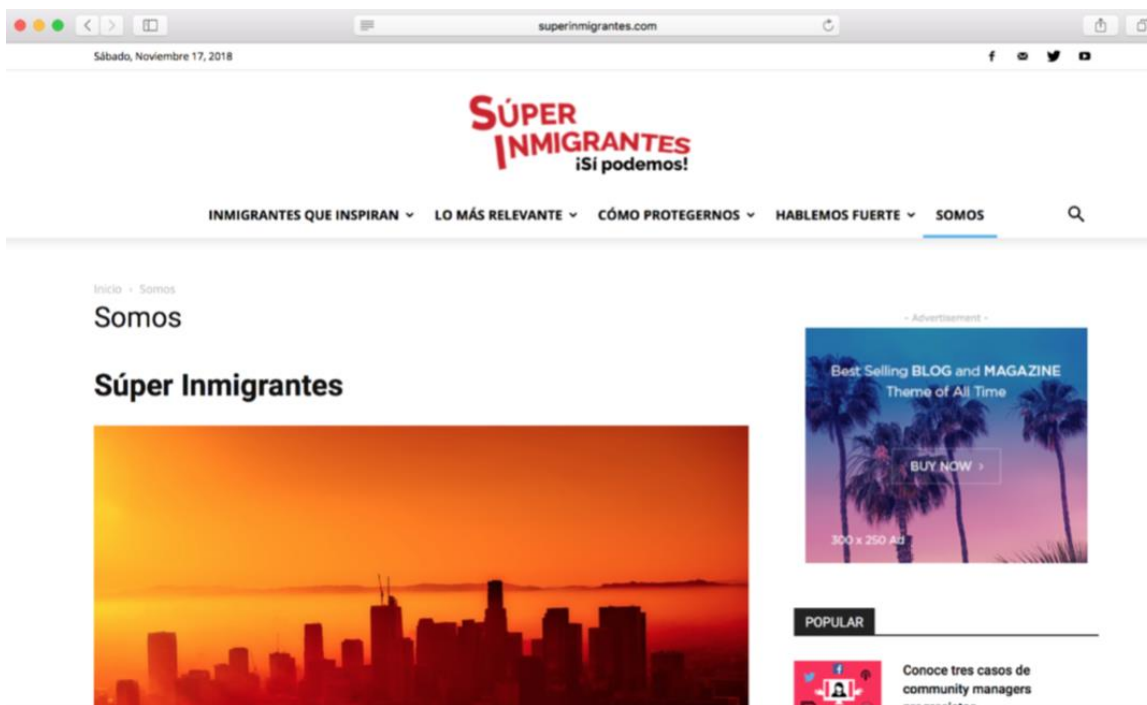 superinmigrantes.com
Sábado, Noviembre 17, 2018
SÚPER
INMIGRANTES
¡Sí podemos!
INMIGRANTES QUE INSPIRAN
LO MÁS RELEVANTE
CÓMO PROTEGERNOS
HABLEMOS FUERTE
SOMOS
Inicio › Somos
Somos
Súper Inmigrantes
- Advertisement -
Best Selling BLOG and MAGAZINE
Theme of All Time
BUY NOW ›
300 x 250 Ad
POPULAR
Conoce tres casos de
community managers